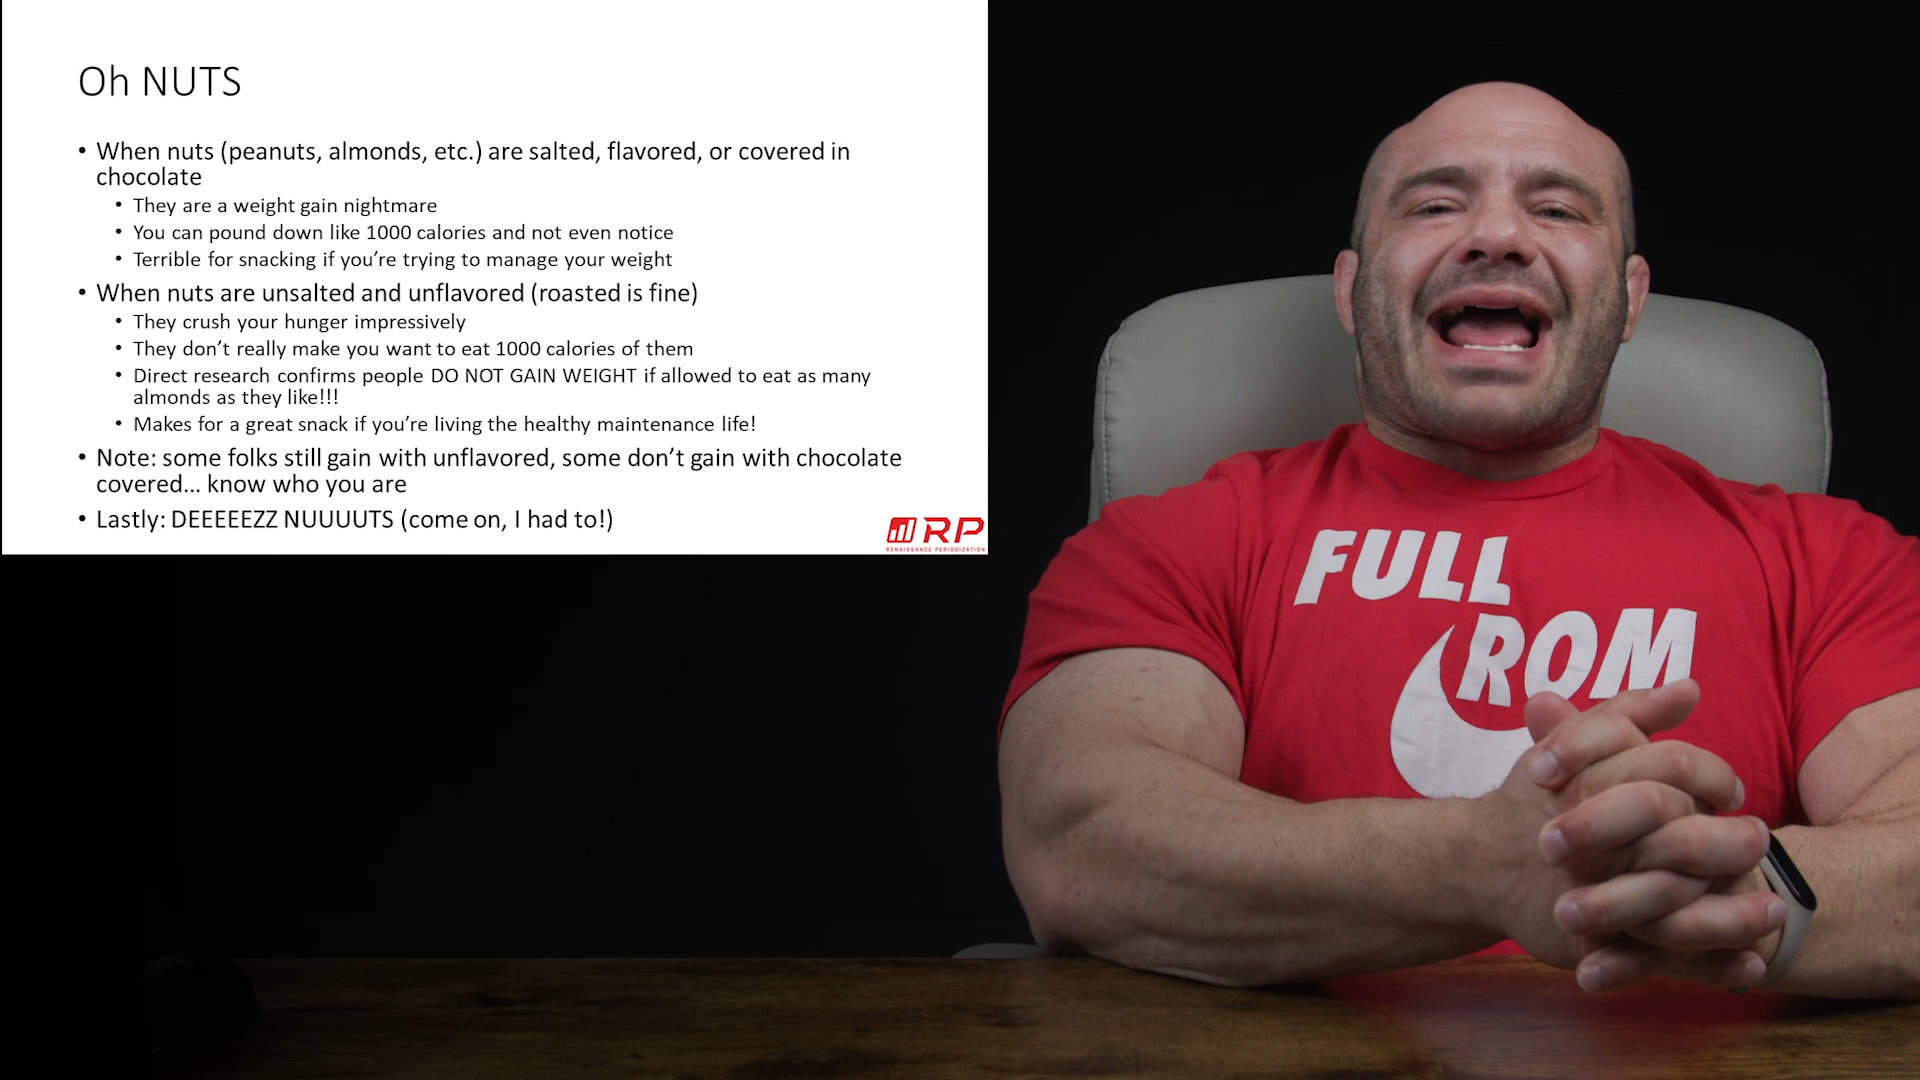 Oh NUTS
• When nuts (peanuts, almonds, etc.) are salted, flavored, or covered in
chocolate
• They are a weight gain nightmare
• You can pound down like 1000 calories and not even notice
• Terrible for snacking if you’re trying to manage your weight
• When nuts are unsalted and unflavored (roasted is fine)
• They crush your hunger impressively
• They don’t really make you want to eat 1000 calories of them
• Direct research confirms people DO NOT GAIN WEIGHT if allowed to eat as many
almonds as they like!!!
• Makes for a great snack if you’re living the healthy maintenance life!
• Note: some folks still gain with unflavored, some don’t gain with chocolate
covered... know who you are
• Lastly: DEEEEEZZ NUUUUTS (come on, I had to!)
RP
RENAISSANCE PERIODIZATION
FULL
ROM